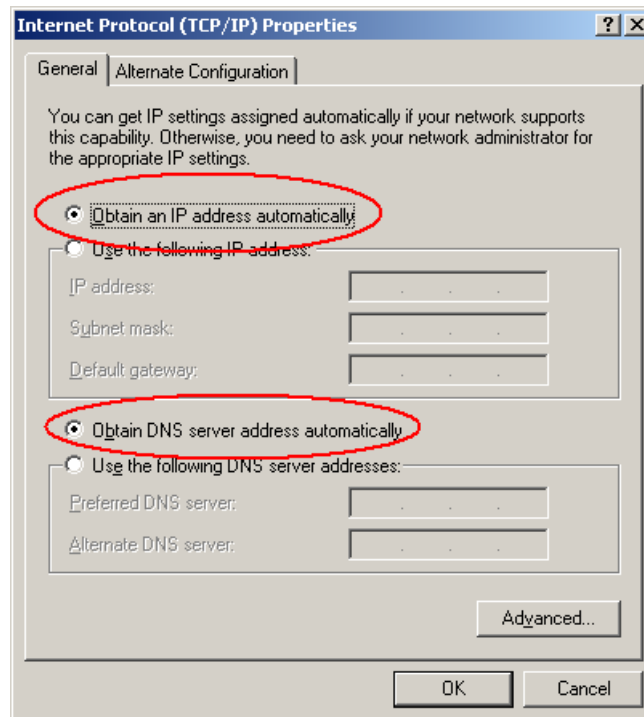 Internet Protocol (TCP/IP) Properties
General
Alternate Configuration
You can get IP settings assigned automatically if your network supports
this capability. Otherwise, you need to ask your network administrator for
the appropriate IP settings.
Obtain an IP address automatically
Use the following IP address:
IP address:
Subnet mask:
Default gateway:
Obtain DNS server address automatically
Use the following DNS server addresses:
Preferred DNS server:
Alternate DNS server:
Advanced...
OK
Cancel